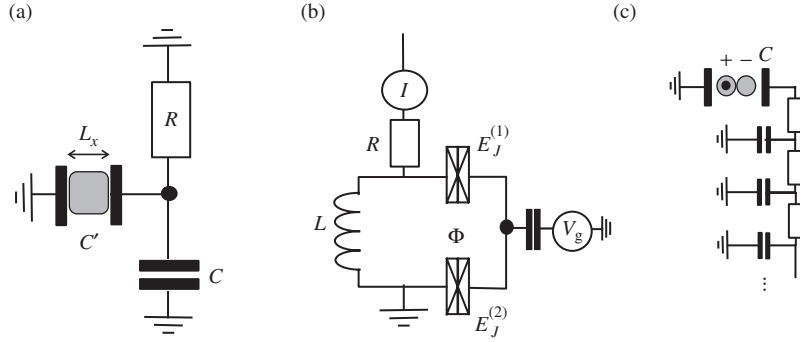 (a)
R
L_x
C′
C
(b)
I
R
E_J^(1)
L
Φ
V_g
E_J^(2)
(c)
+ − C
⋮